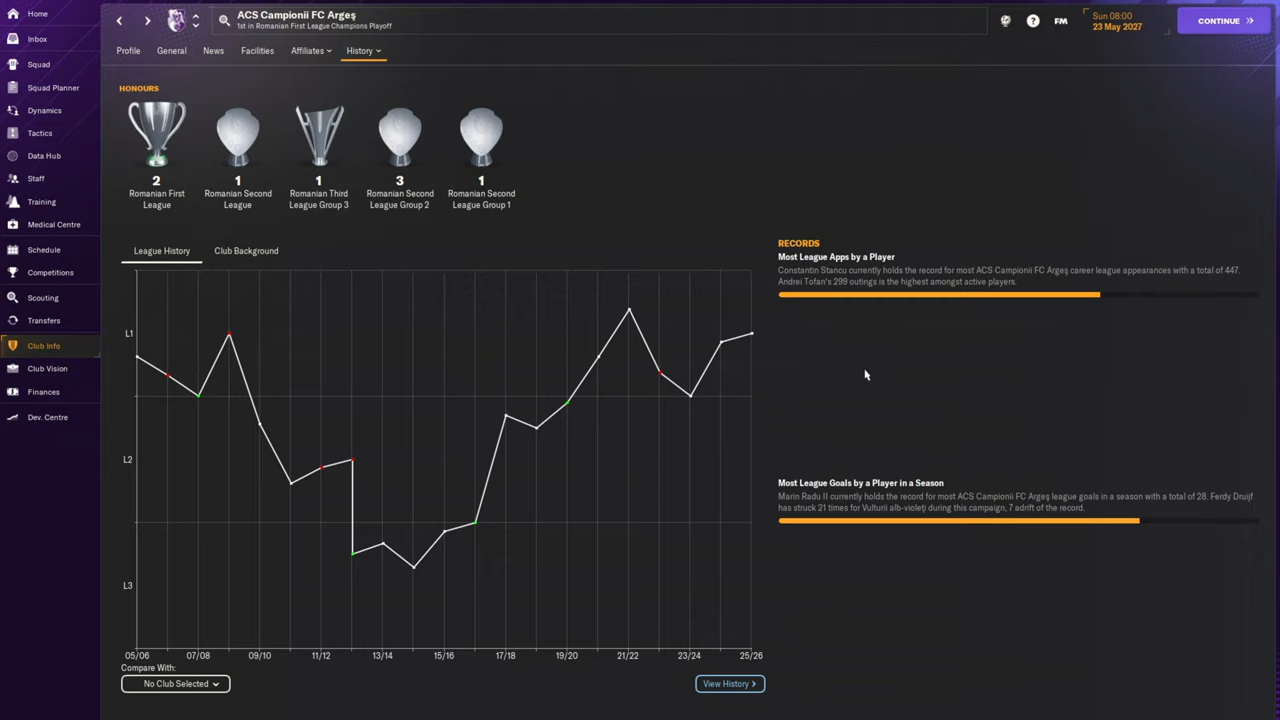 Home
Inbox
Squad
Squad Planner
Dynamics
Tactics
Data Hub
Staff
Training
Medical Centre
Schedule
Competitions
Scouting
Transfers
Club Info
Club Vision
Finances
Dev. Centre
ACS Campionii FC Argeş
1st in Romanian First League Champions Playoff
?
FM
Sun 08:00
23 May 2027
CONTINUE
Profile
General
News
Facilities
Affiliates
History
HONOURS
2
Romanian First
League
1
Romanian Second
League
1
Romanian Third
League Group 3
3
Romanian Second
League Group 2
1
Romanian Second
League Group 1
League History
Club Background
L1
L2
L3
05/06 07/08 09/10 11/12 13/14 15/16 17/18 19/20 21/22 23/24 25/26
Compare With:
No Club Selected
View History
RECORDS
Most League Apps by a Player
Constantin Stancu currently holds the record for most ACS Campionii FC Argeş career league appearances with a total of 447.
Andrei Tofan's 299 outings is the highest amongst active players.
Most League Goals by a Player in a Season
Marin Radu II currently holds the record for most ACS Campionii FC Argeş league goals in a season with a total of 28. Ferdy Druijf
has struck 21 times for Vulturii alb-violeţi during this campaign, 7 adrift of the record.